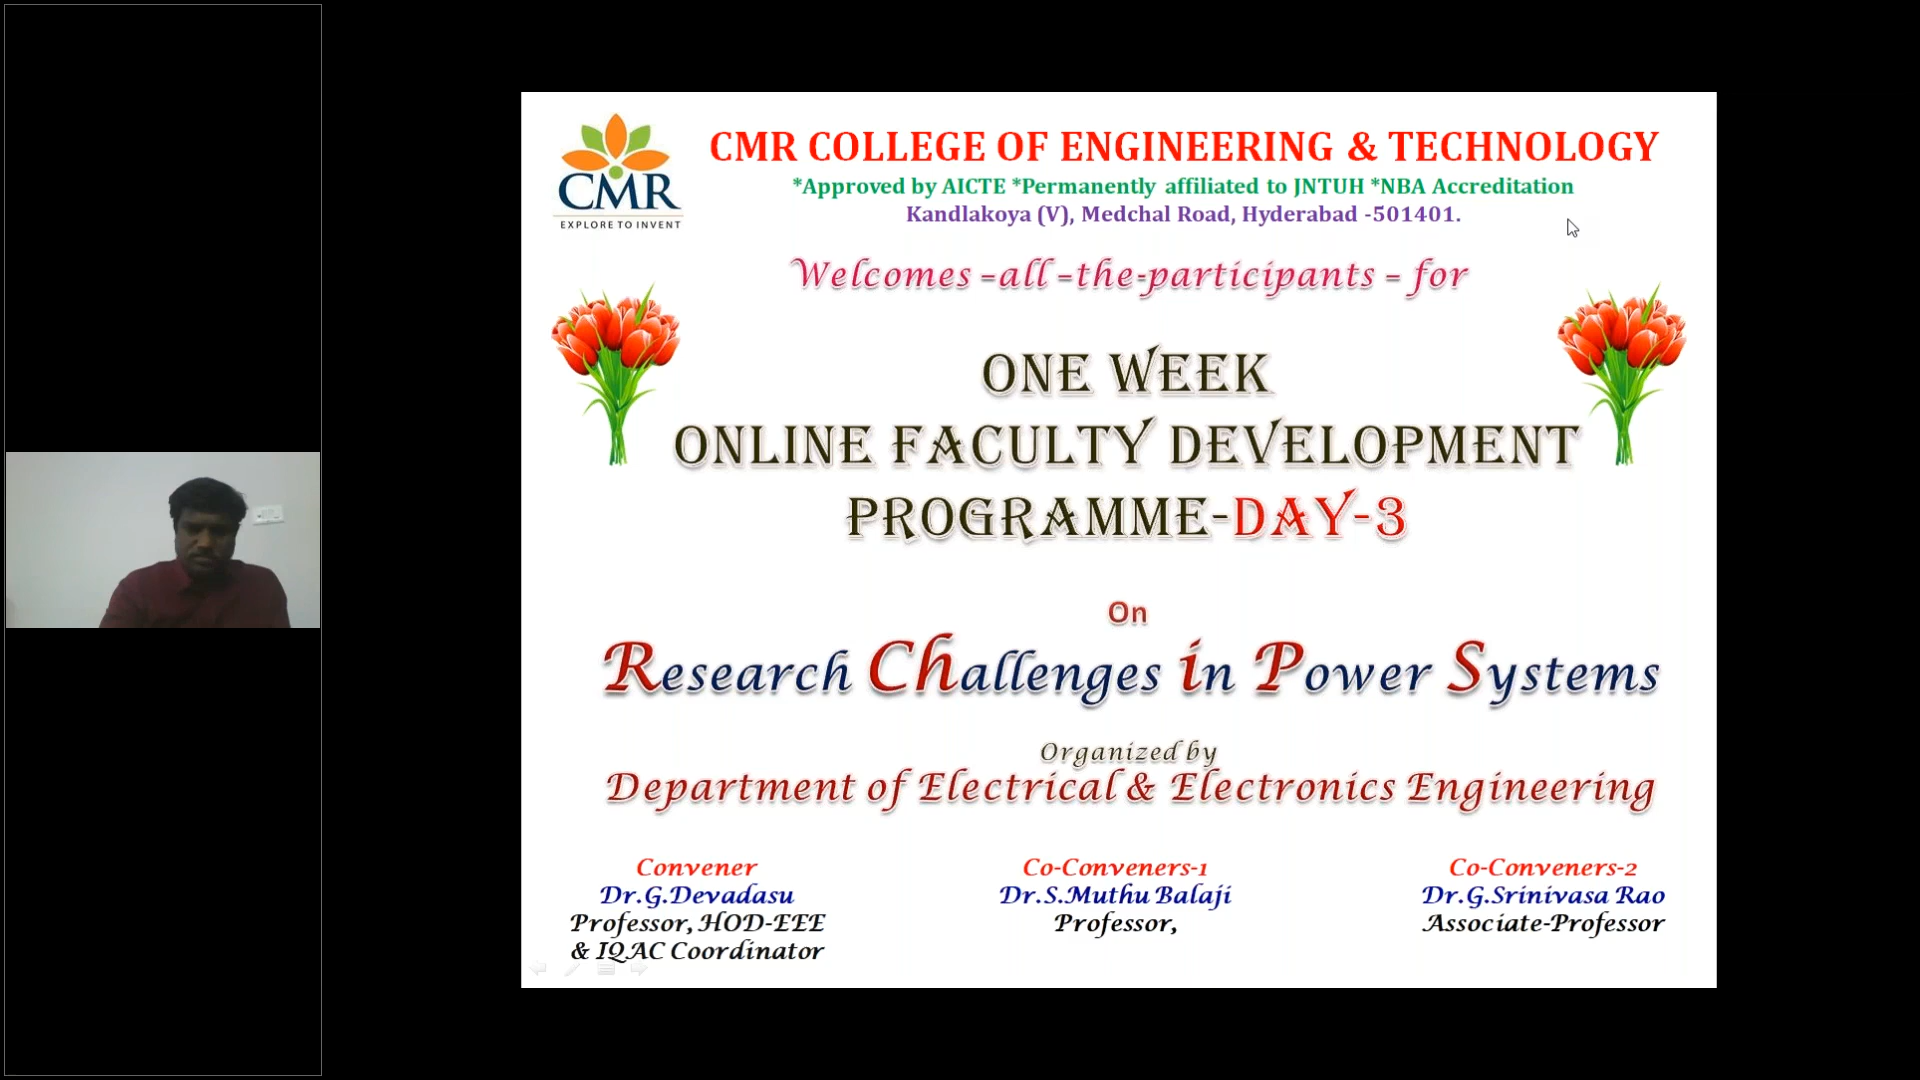 CMR
EXPLORE TO INVENT
CMR COLLEGE OF ENGINEERING & TECHNOLOGY
*Approved by AICTE *Permanently affiliated to JNTUH *NBA Accreditation
Kandlakoya (V), Medchal Road, Hyderabad -501401.
Welcomes -all -the-participants - for
ONE WEEK
ONLINE FACULTY DEVELOPMENT
PROGRAMME-DAY-3
On
Research Challenges in Power Systems
Organized by
Department of Electrical & Electronics Engineering
Convener
Dr.G.Devadasu
Professor, HOD-EEE
& IQAC Coordinator
Co-Conveners-1
Dr.S.Muthu Balaji
Professor,
Co-Conveners-2
Dr.G.Srinivasa Rao
Associate-Professor